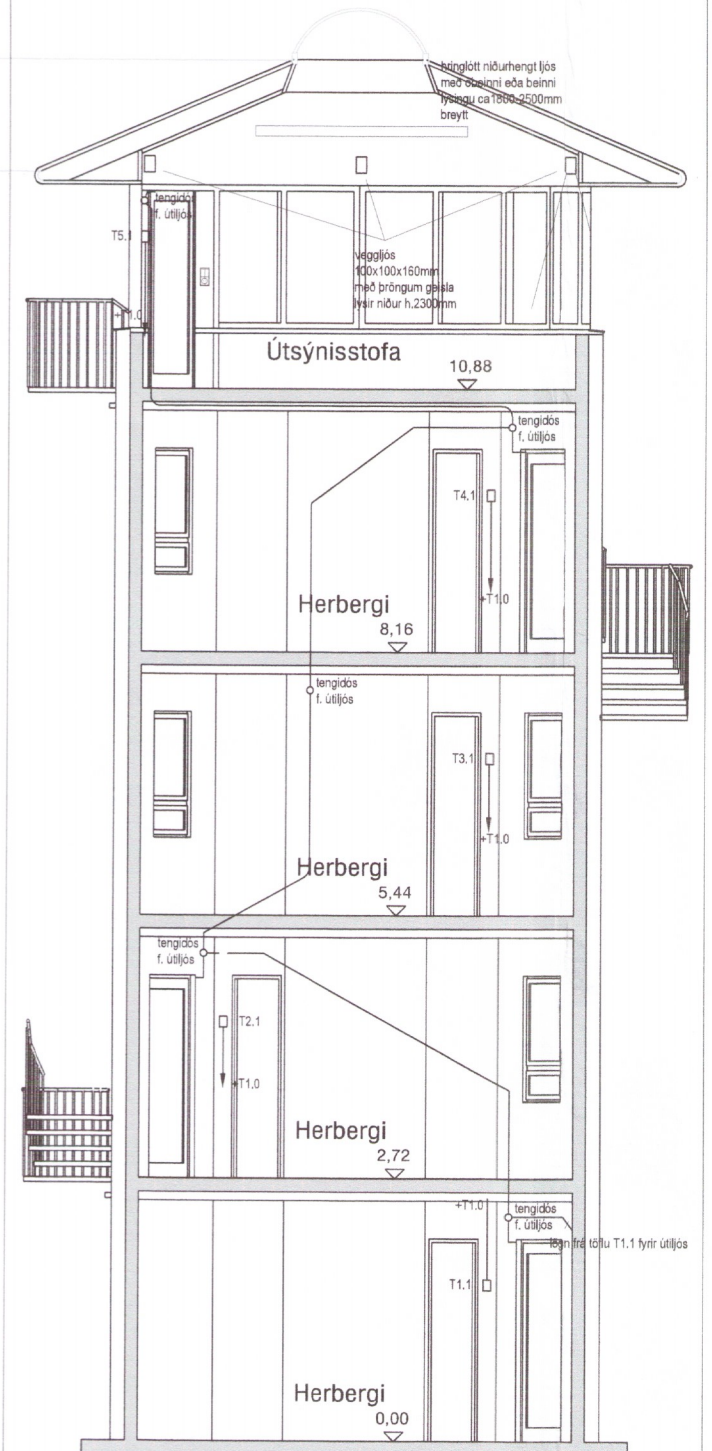 hringlótt niðurhengt ljós
með óbeinni eða beinni
lýsingu ca1800-2500mm
breytt
tengidós
f. útiljós
T5.1
veggljós
100x100x160mm
með þröngum geisla
lýsir niður h.2300mm
+T1.0
Útsýnisstofa
10,88
tengidós
f. útiljós
T4.1
+T1.0
Herbergi
8,16
tengidós
f. útiljós
T3.1
+T1.0
Herbergi
5,44
tengidós
f. útiljós
T2.1
+T1.0
Herbergi
2,72
+T1.0
tengidós
f. útiljós
lögn frá töflu T1.1 fyrir útiljós
T1.1
Herbergi
0,00